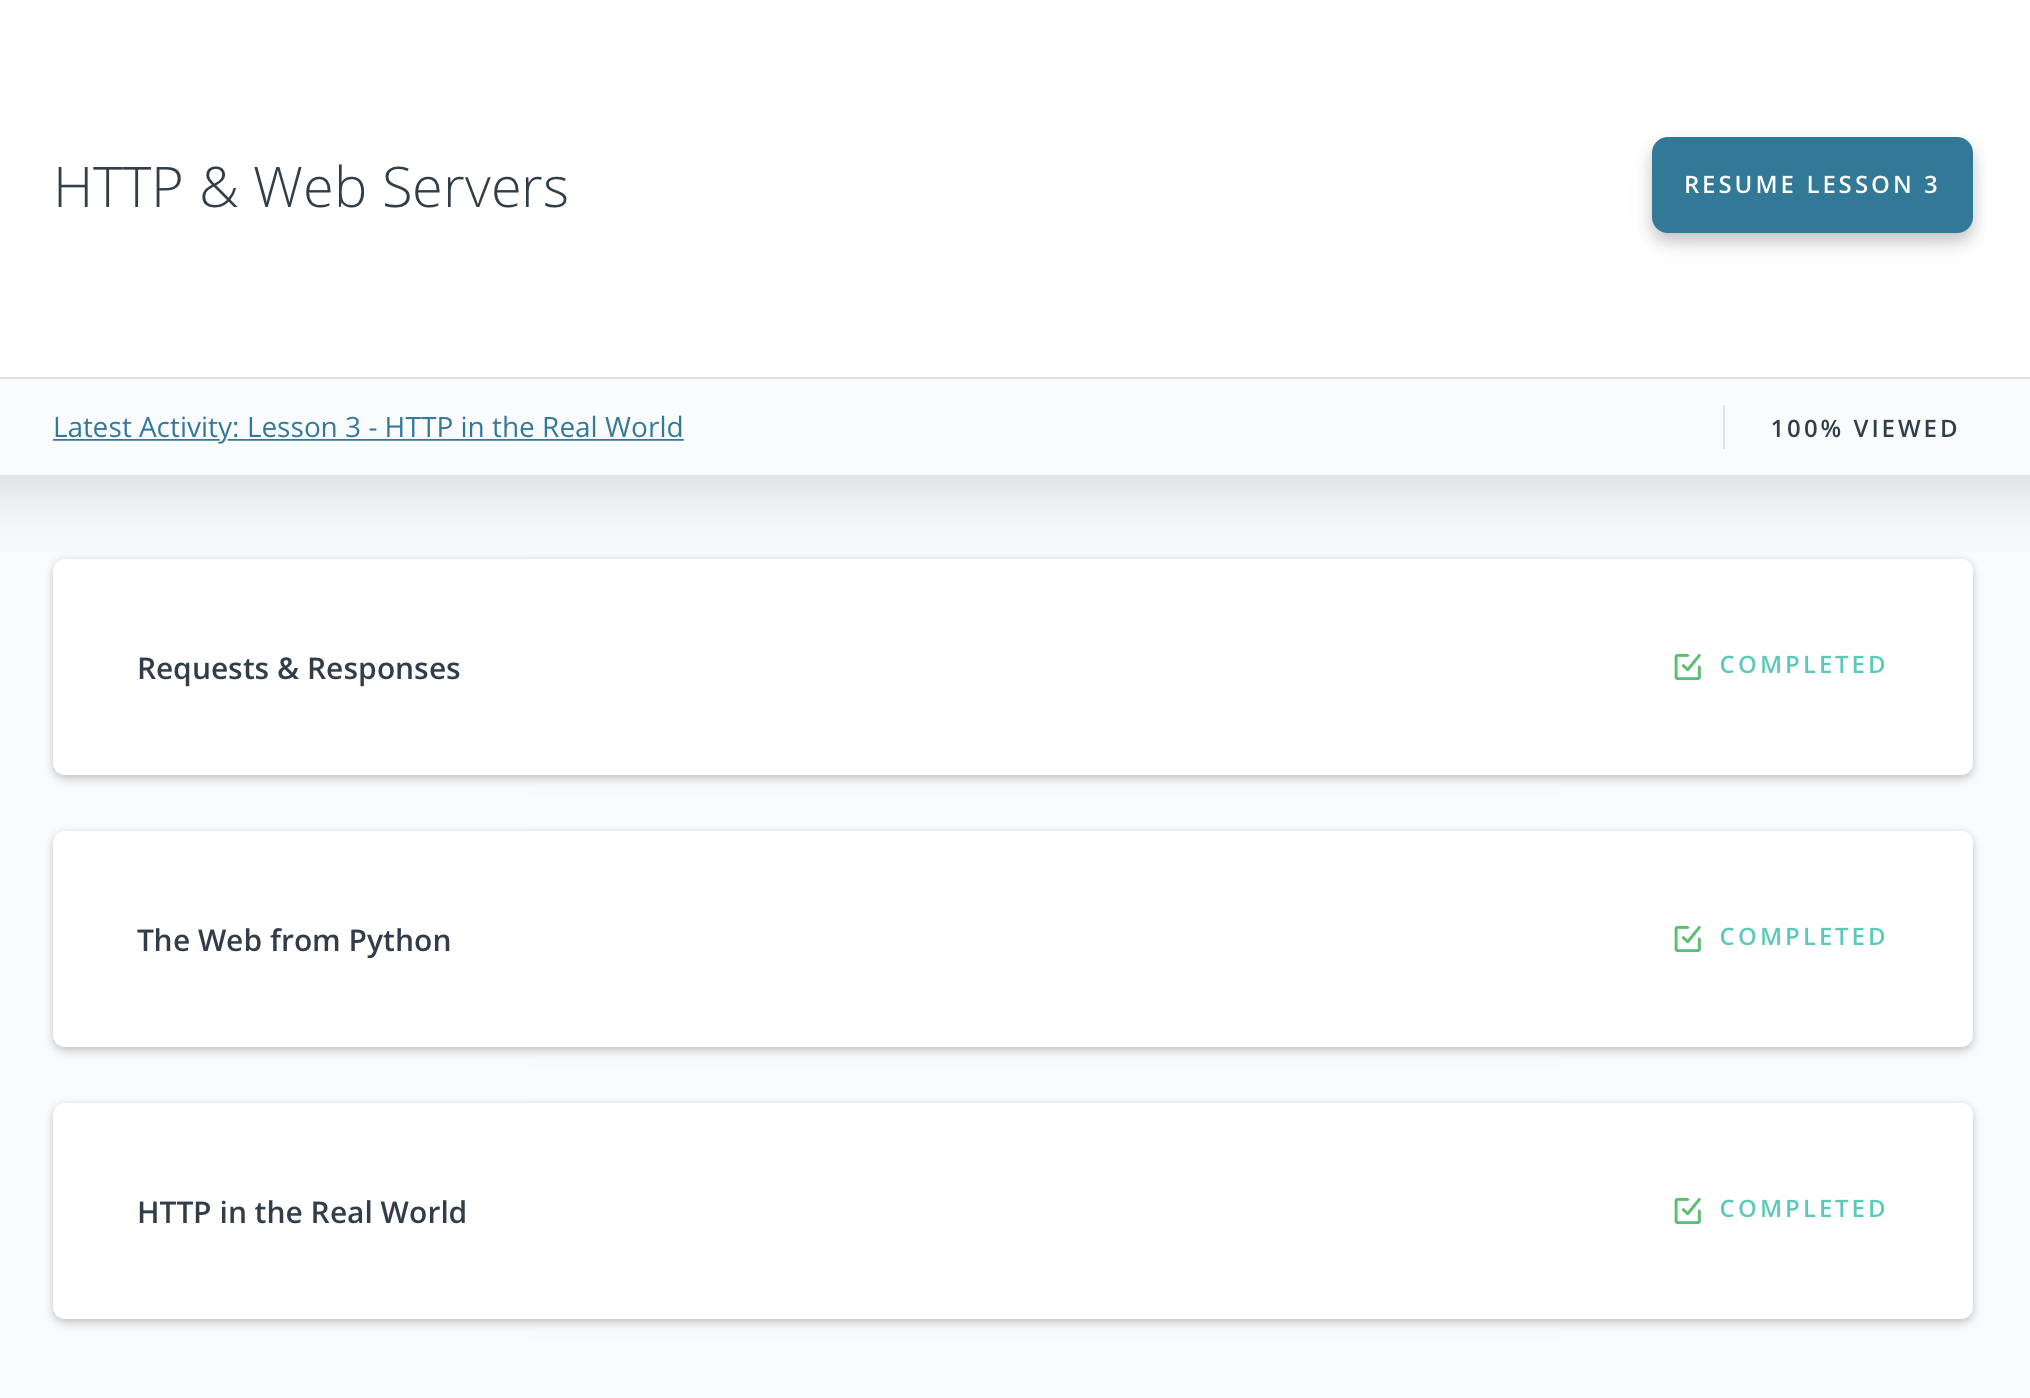 HTTP & Web Servers
RESUME LESSON 3
Latest Activity: Lesson 3 - HTTP in the Real World
100% VIEWED
Requests & Responses
COMPLETED
The Web from Python
COMPLETED
HTTP in the Real World
COMPLETED